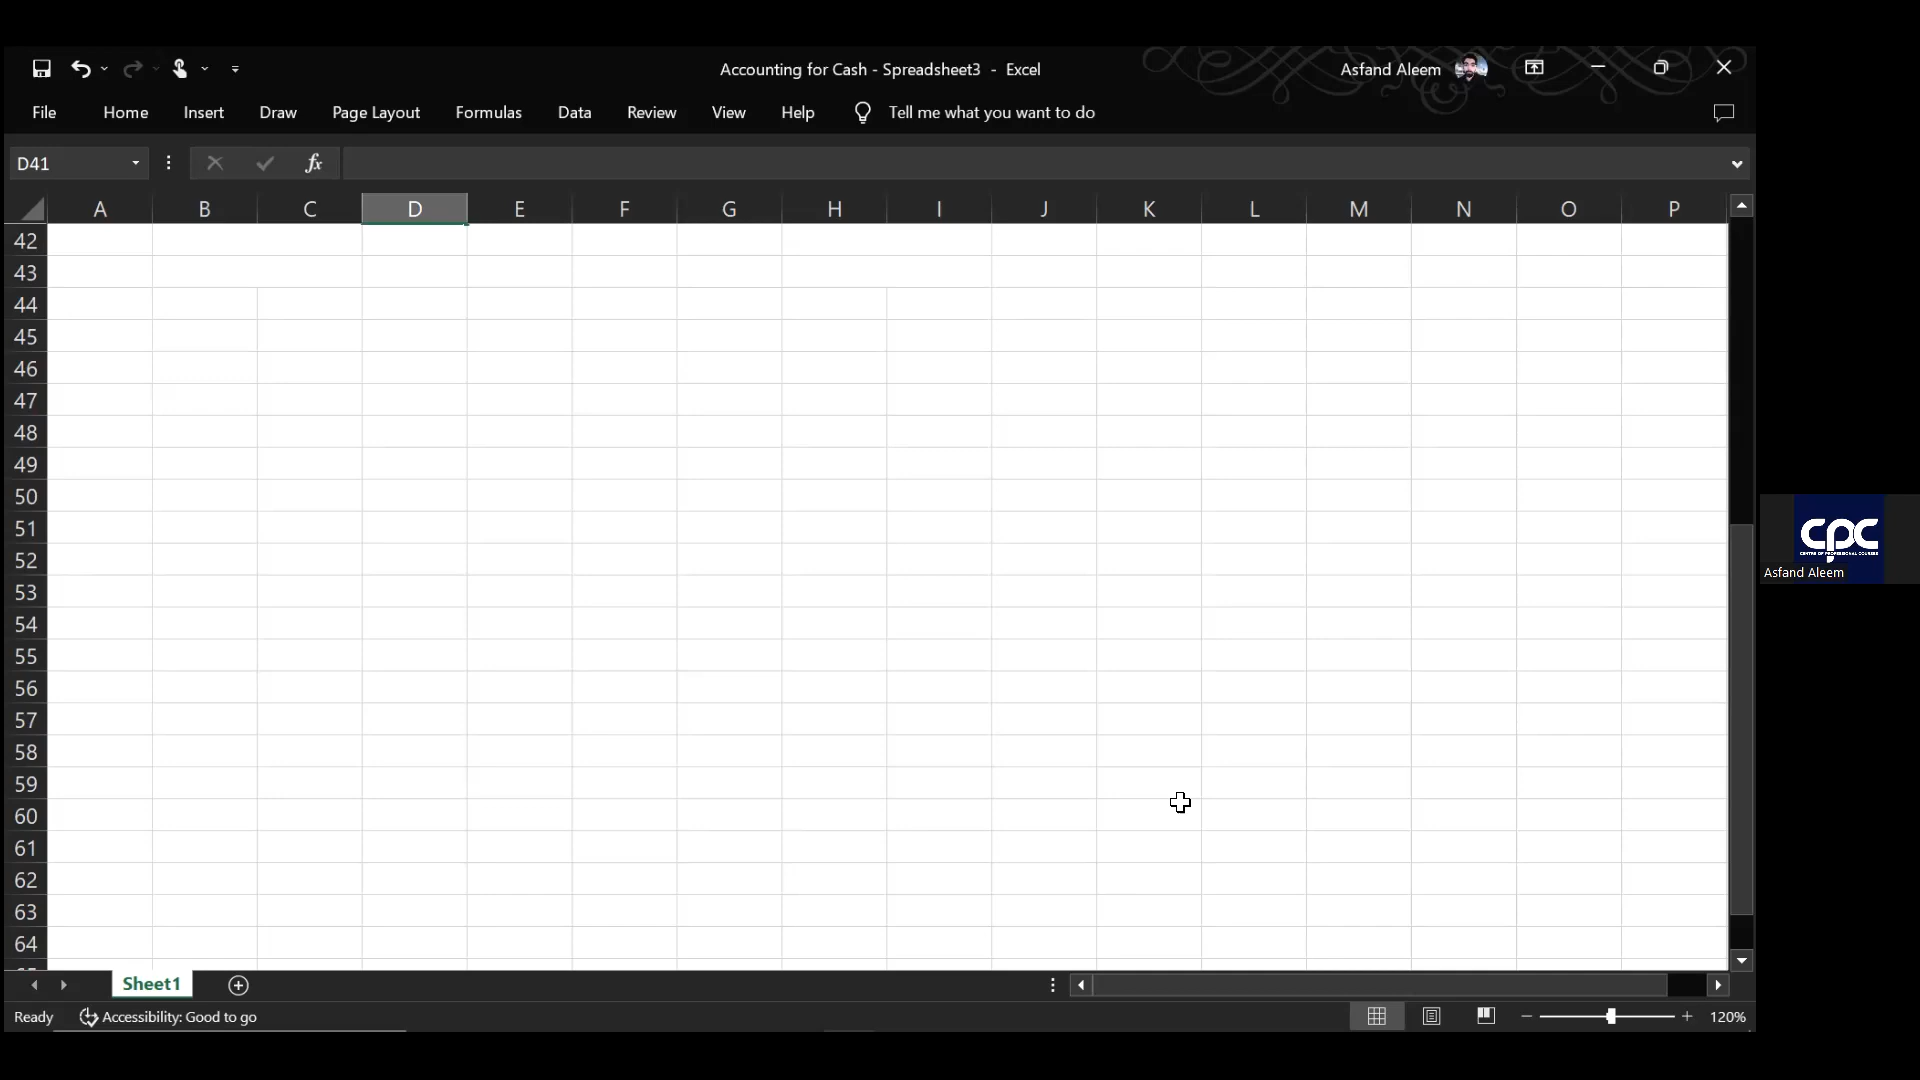 Accounting for Cash - Spreadsheet3 - Excel
Asfand Aleem
File Home Insert Draw Page Layout Formulas Data Review View Help Tell me what you want to do
D41
fx
A B C D E F G H I J K L M N O P
42
43
44
45
46
47
48
49
50
51
52
53
54
55
56
57
58
59
60
61
62
63
64
cpc
CENTRE OF PROFESSIONAL COURSES
Asfand Aleem
Sheet1
Ready Accessibility: Good to go 120%